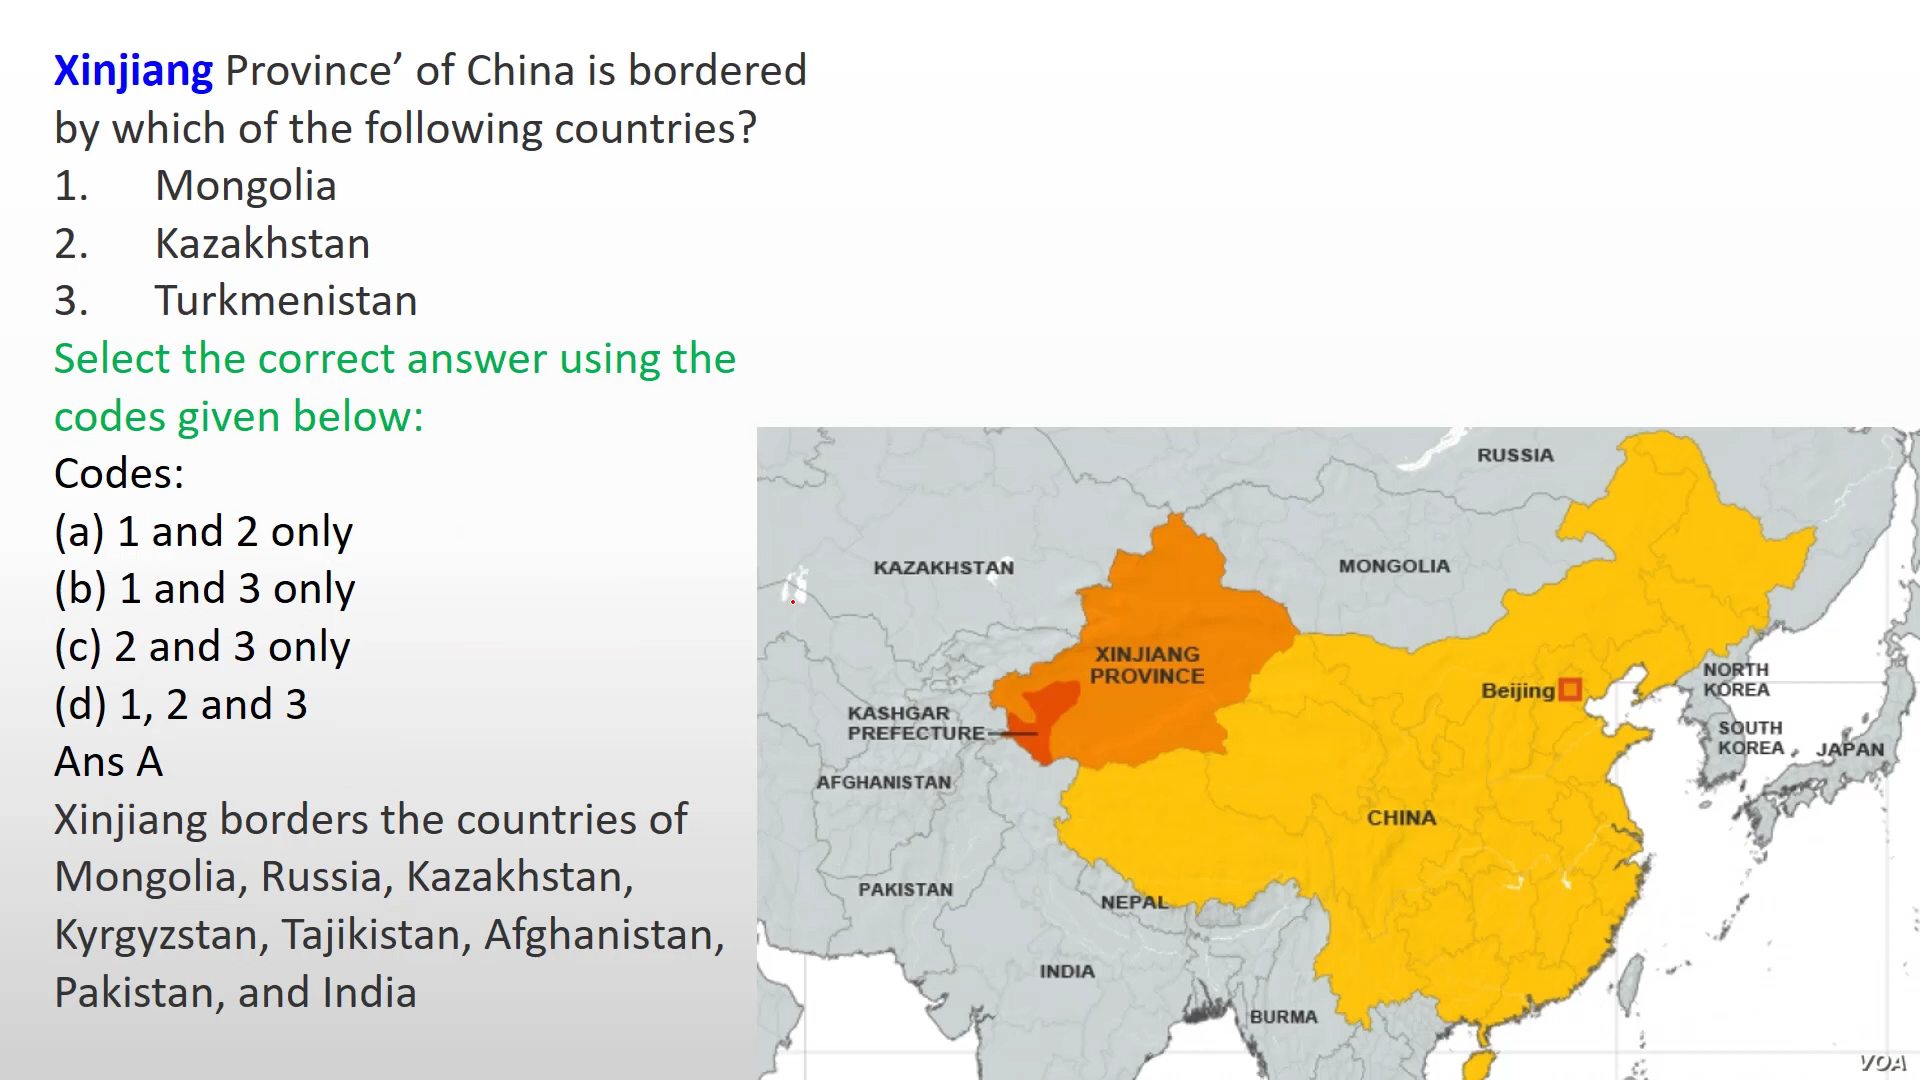 Xinjiang Province’ of China is bordered
by which of the following countries?
1. Mongolia
2. Kazakhstan
3. Turkmenistan
Select the correct answer using the
codes given below:
Codes:
(a) 1 and 2 only
(b) 1 and 3 only
(c) 2 and 3 only
(d) 1, 2 and 3
Ans A
Xinjiang borders the countries of
Mongolia, Russia, Kazakhstan,
Kyrgyzstan, Tajikistan, Afghanistan,
Pakistan, and India
RUSSIA
KAZAKHSTAN
MONGOLIA
XINJIANG
PROVINCE
Beijing
NORTH
KOREA
KASHGAR
PREFECTURE
SOUTH
KOREA
JAPAN
AFGHANISTAN
CHINA
PAKISTAN
NEPAL
INDIA
BURMA
VOA